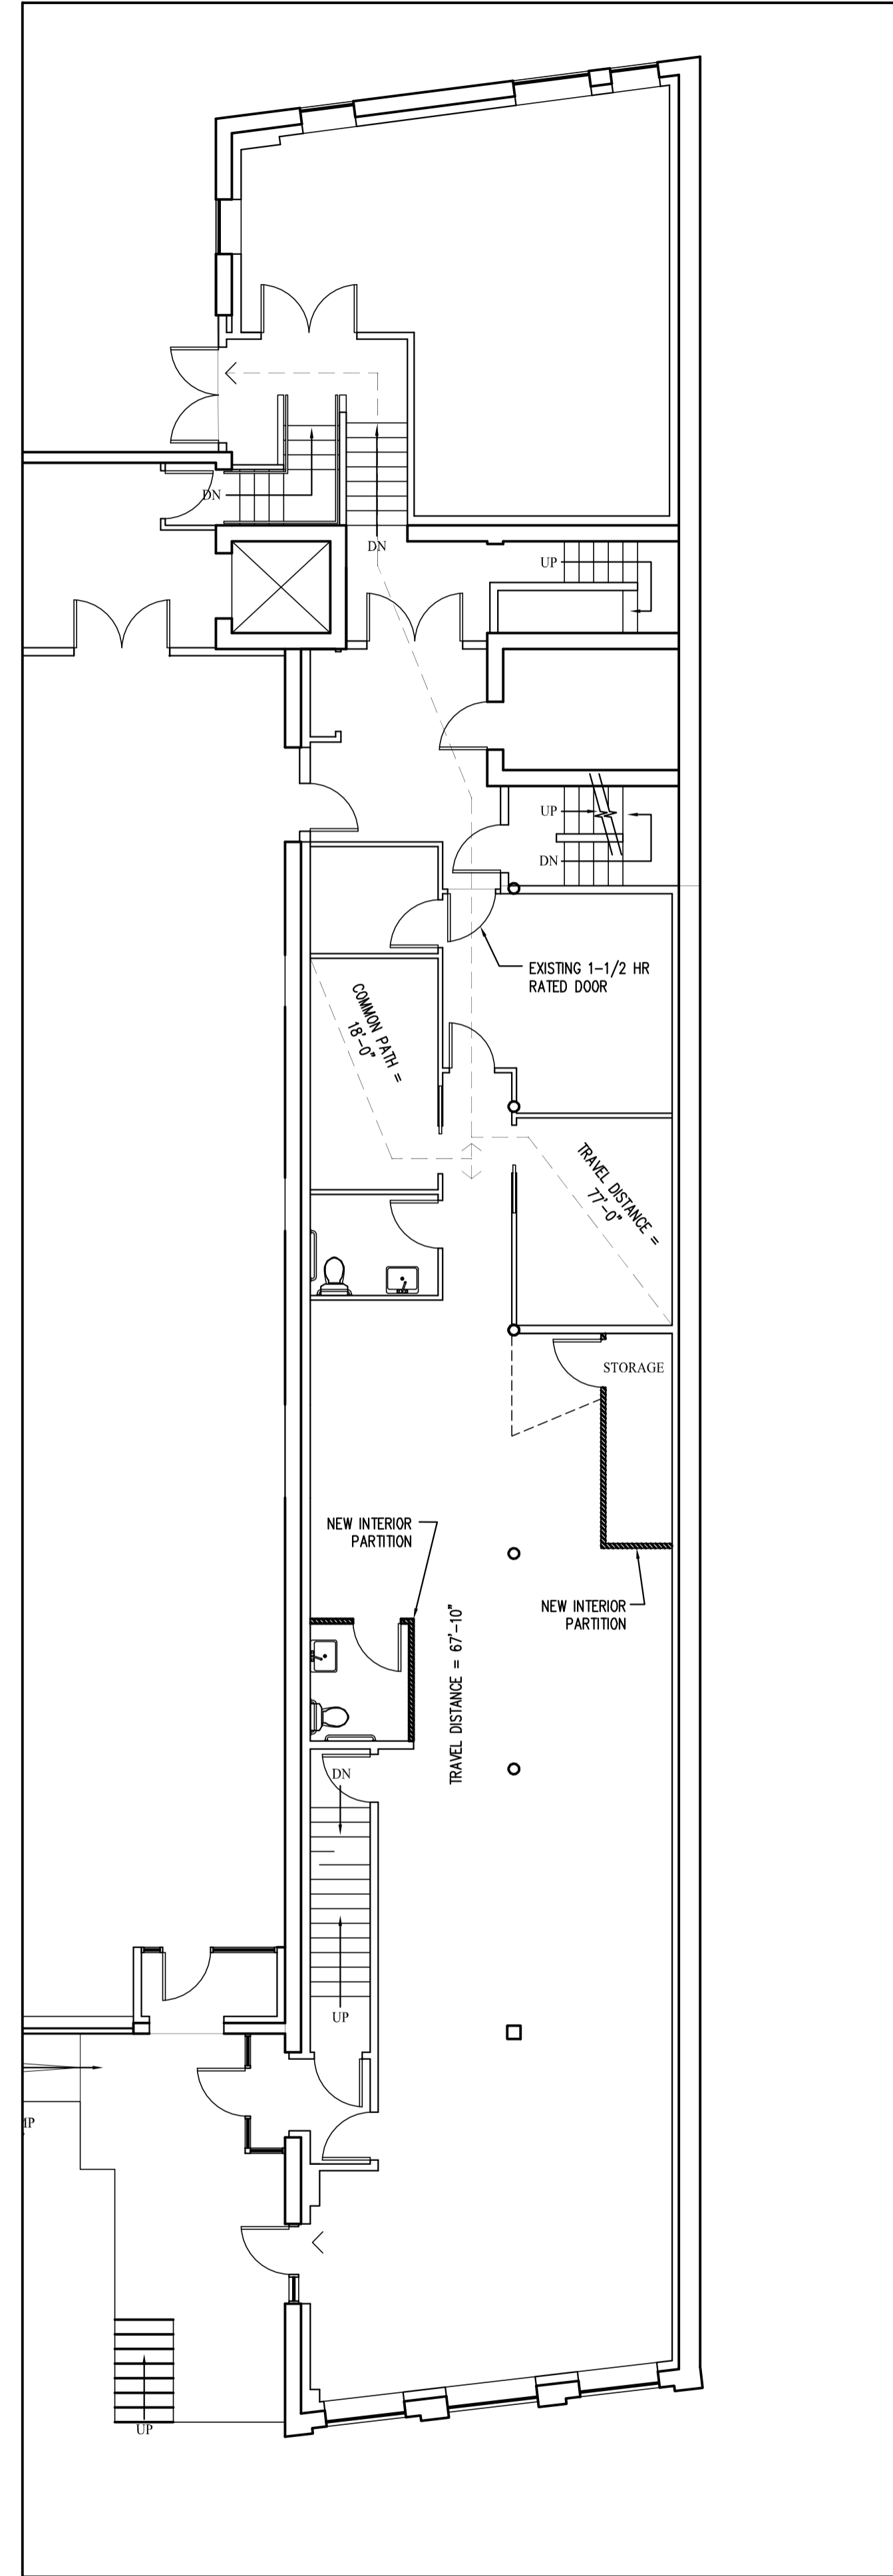 DN
DN
UP
UP
DN
EXISTING 1-1/2 HR
RATED DOOR
COMMON PATH =
18'-0"
TRAVEL DISTANCE =
77'-0"
STORAGE
NEW INTERIOR
PARTITION
NEW INTERIOR
PARTITION
TRAVEL DISTANCE = 67'-10"
DN
UP
MP
UP